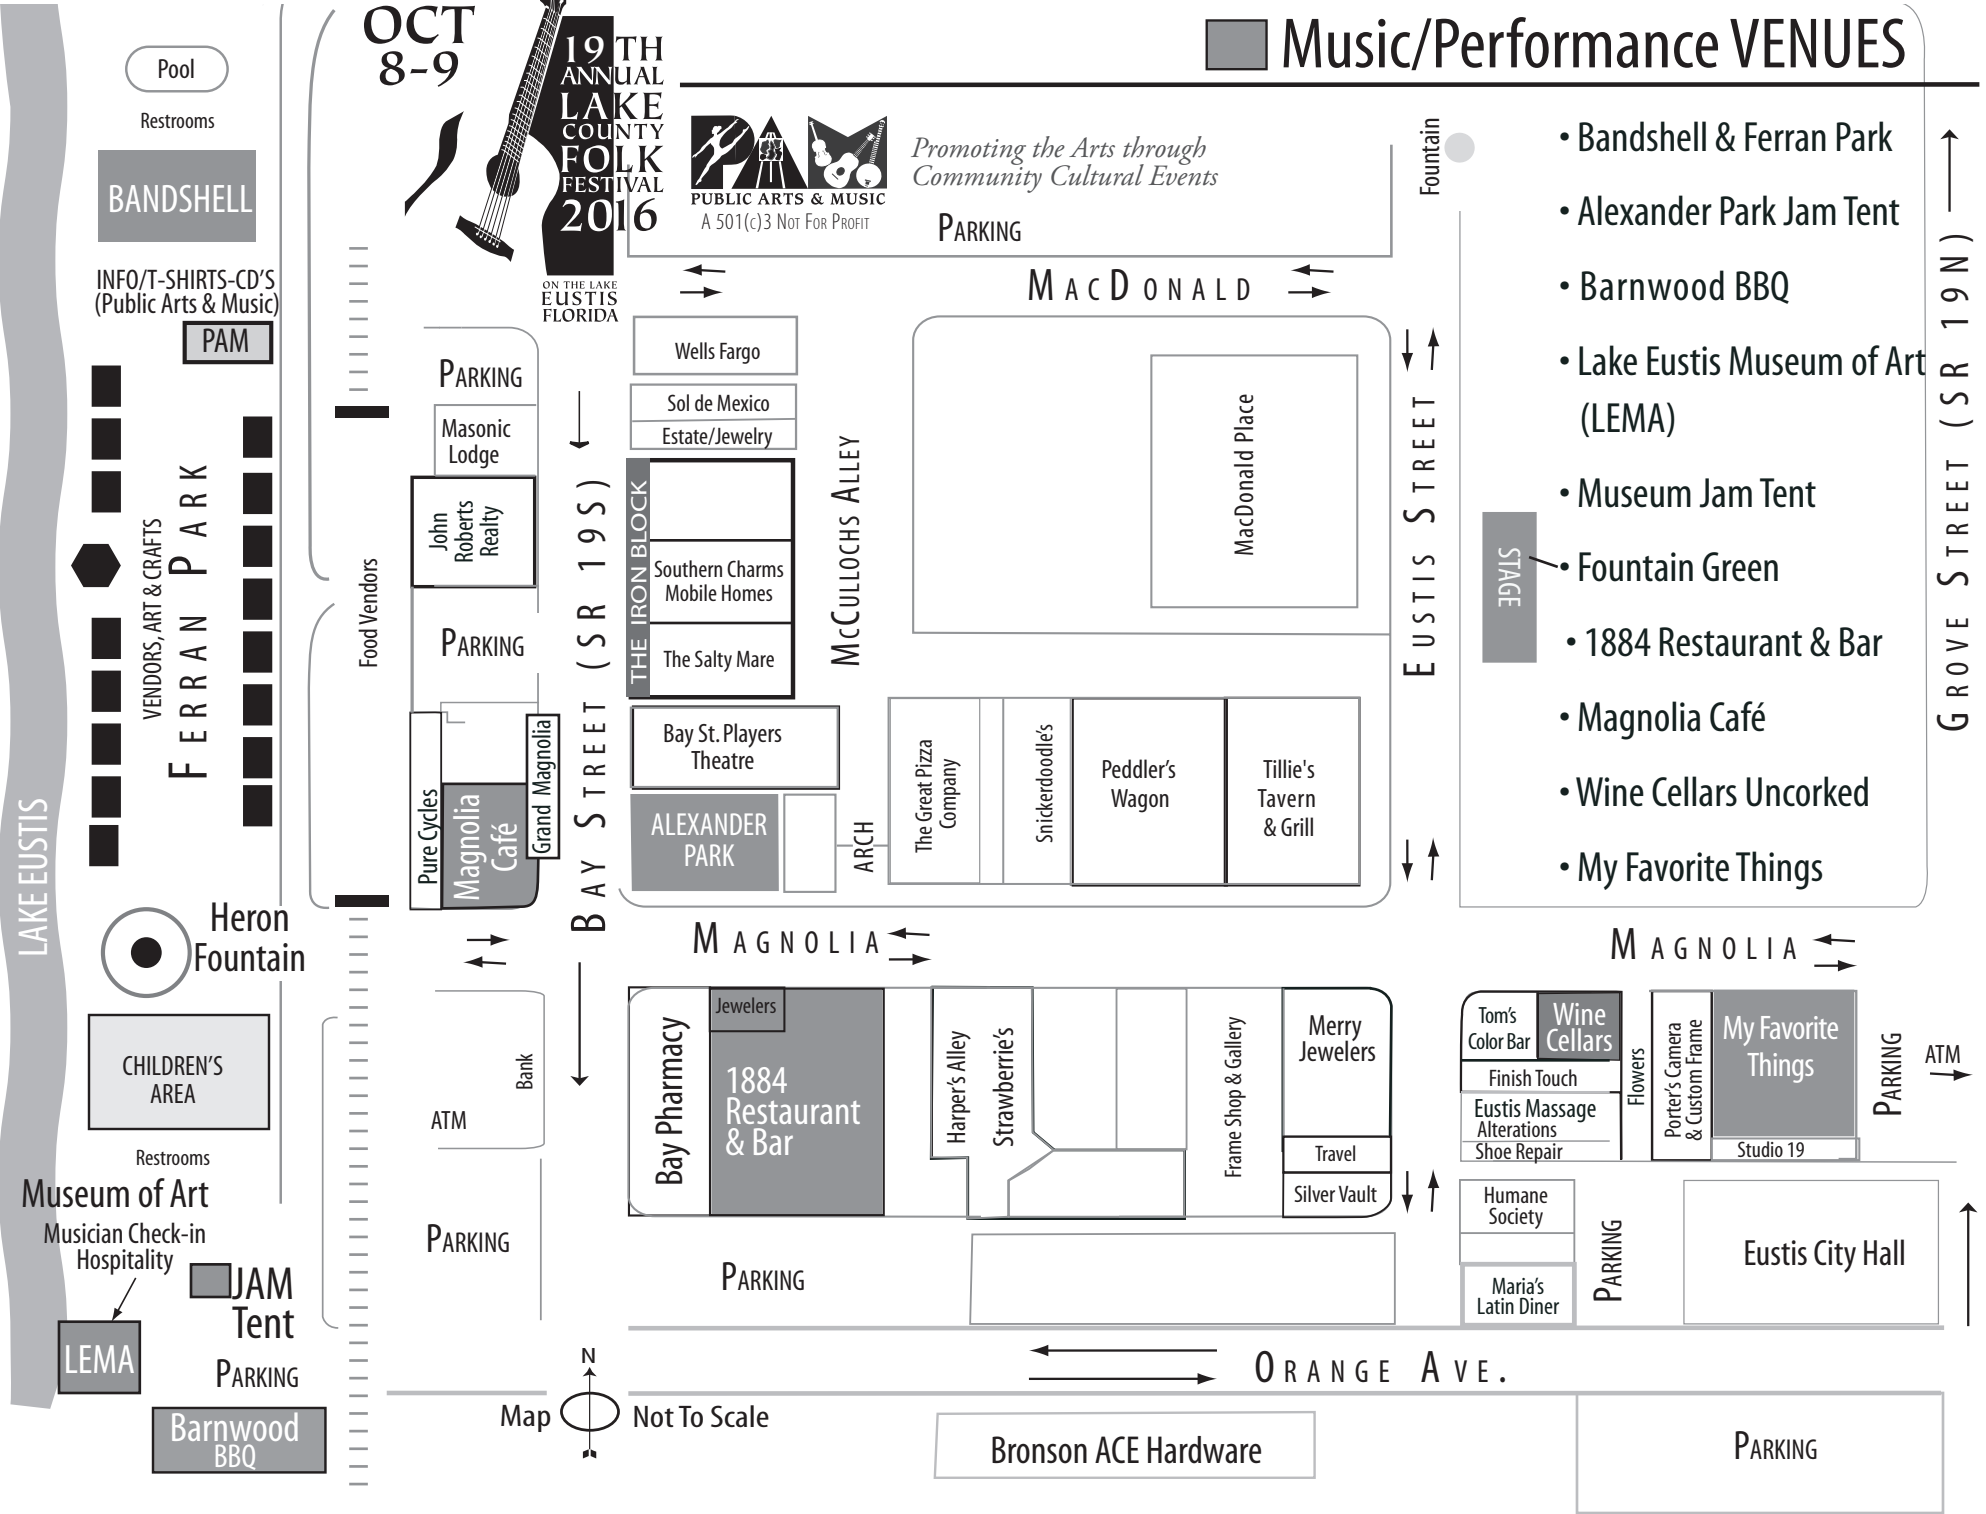 OCT
8-9
19TH
ANNUAL
LAKE
COUNTY
FOLK
FESTIVAL
2016
ON THE LAKE
EUSTIS
FLORIDA
PAM
PUBLIC ARTS & MUSIC
A 501(c)3 Not For Profit
Promoting the Arts through
Community Cultural Events
Music/Performance VENUES
• Bandshell & Ferran Park
• Alexander Park Jam Tent
• Barnwood BBQ
• Lake Eustis Museum of Art
(LEMA)
• Museum Jam Tent
• Fountain Green
• 1884 Restaurant & Bar
• Magnolia Café
• Wine Cellars Uncorked
• My Favorite Things
Pool
Restrooms
BANDSHELL
INFO/T-SHIRTS-CD'S
(Public Arts & Music)
PAM
VENDORS, ART & CRAFTS
FERRAN PARK
LAKE EUSTIS
Heron
Fountain
CHILDREN'S
AREA
Restrooms
Museum of Art
Musician Check-in
Hospitality
JAM
Tent
LEMA
PARKING
Barnwood
BBQ
Food Vendors
PARKING
Masonic
Lodge
John
Roberts
Realty
PARKING
Pure Cycles
Magnolia
Café
Grand Magnolia
BAY STREET (SR 19S)
Bank
ATM
PARKING
PARKING
MACDONALD
Fountain
Wells Fargo
Sol de Mexico
Estate/Jewelry
THE IRON BLOCK
Southern Charms
Mobile Homes
The Salty Mare
MCCULLOCHS ALLEY
Bay St. Players
Theatre
ALEXANDER
PARK
ARCH
MacDonald Place
The Great Pizza
Company
Snickerdoodle's
Peddler's
Wagon
Tillie's
Tavern
& Grill
EUSTIS STREET
STAGE
GROVE STREET (SR 19N)
MAGNOLIA
MAGNOLIA
Bay Pharmacy
Jewelers
1884
Restaurant
& Bar
Harper's Alley
Strawberrie's
Frame Shop & Gallery
Merry
Jewelers
Travel
Silver Vault
PARKING
Tom's
Color Bar
Wine
Cellars
Finish Touch
Eustis Massage
Alterations
Shoe Repair
Flowers
Porter's Camera
& Custom Frame
My Favorite
Things
Studio 19
PARKING
ATM
Humane
Society
Maria's
Latin Diner
PARKING
Eustis City Hall
ORANGE AVE.
N
Map
Not To Scale
Bronson ACE Hardware
PARKING